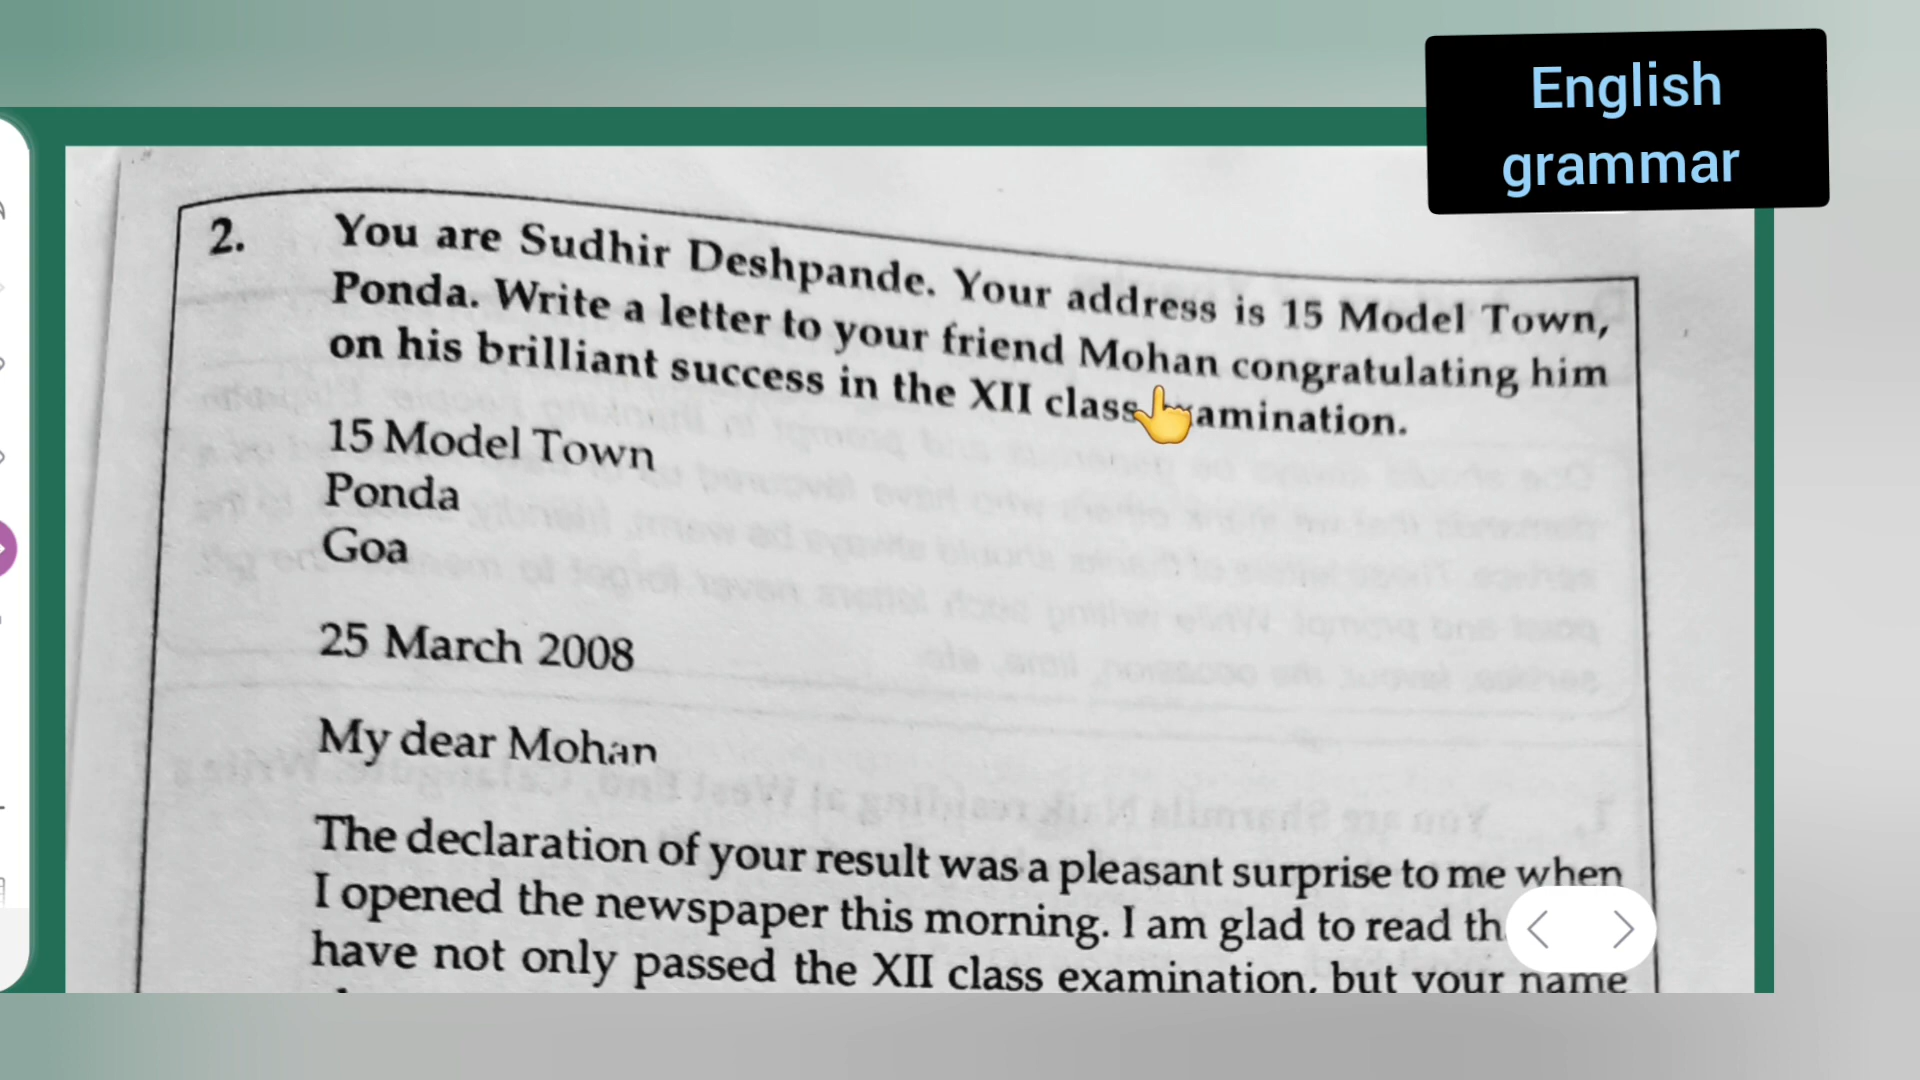 English
grammar
2. You are Sudhir Deshpande. Your address is 15 Model Town,
Ponda. Write a letter to your friend Mohan congratulating him
on his brilliant success in the XII class amination.
15 Model Town
Ponda
Goa
25 March 2008
My dear Mohan
The declaration of your result was a pleasant surprise to me when
I opened the newspaper this morning. I am glad to read th
have not only passed the XII class examination, but your name